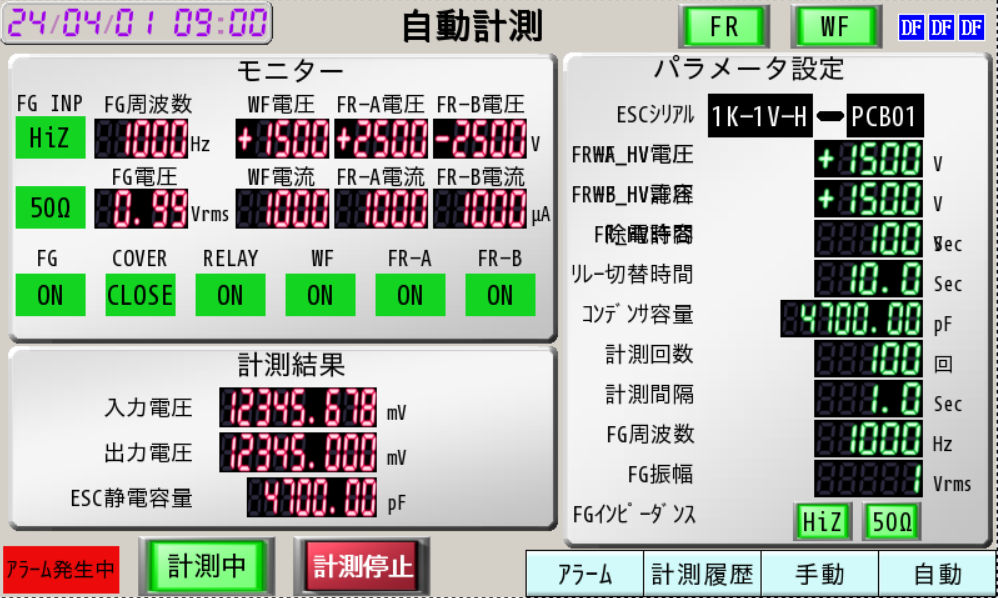 24/04/01 09:00
自動計測
FR
WF
DF DF DF
モニター
FG INP
FG周波数
WF電圧
FR-A電圧
FR-B電圧
HiZ
1000 Hz
+1500
+2500
-2500 V
FG電圧
WF電流
FR-A電流
FR-B電流
50Ω
0.99 Vrms
1000
1000
1000 μA
FG
COVER
RELAY
WF
FR-A
FR-B
ON
CLOSE
ON
ON
ON
ON
計測結果
入力電圧 12345.678 mV
出力電圧 12345.000 mV
ESC静電容量 4700.00 pF
アラーム発生中
計測中
計測停止
パラメータ設定
ESCシリアル 1K-1V-H - PCB01
_HV電圧 +1500 V
_HV +1500 V
100
リレー切替時間 10.0 Sec
コンデンサ容量 4700.00 pF
計測回数 100 回
計測間隔 1.0 Sec
FG周波数 1000 Hz
FG振幅 1 Vrms
FGインピーダンス HiZ 50Ω
アラーム
計測履歴
手動
自動